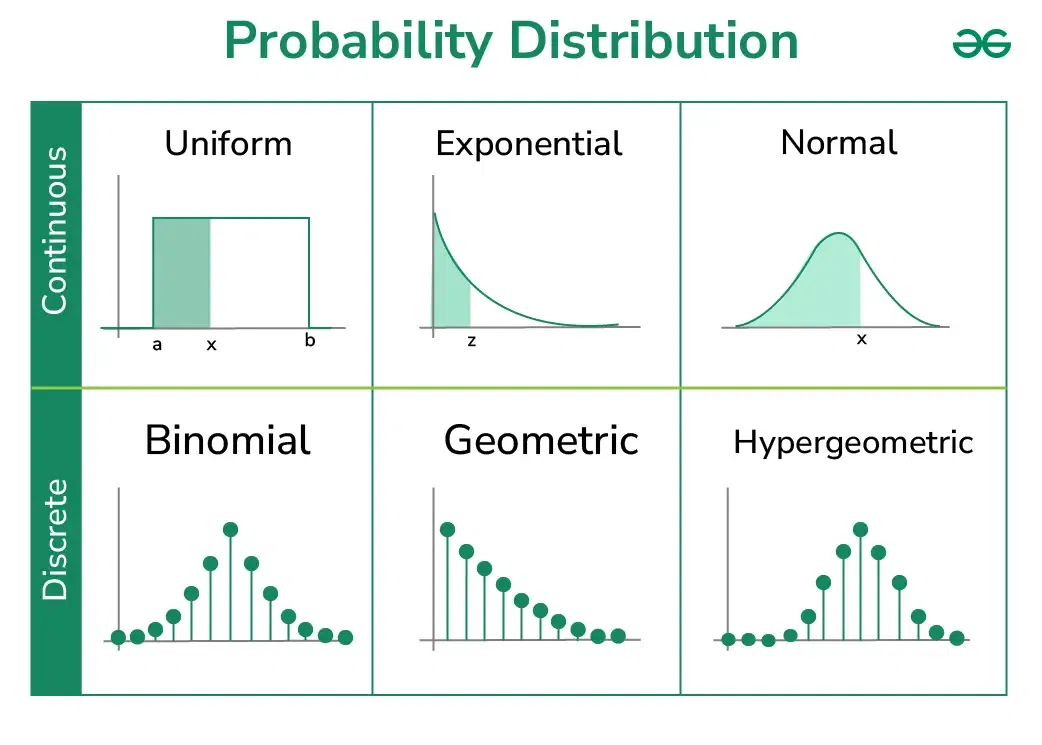 Probability Distribution
Continuous
Uniform
a
x
b
Exponential
z
Normal
x
Discrete
Binomial
Geometric
Hypergeometric